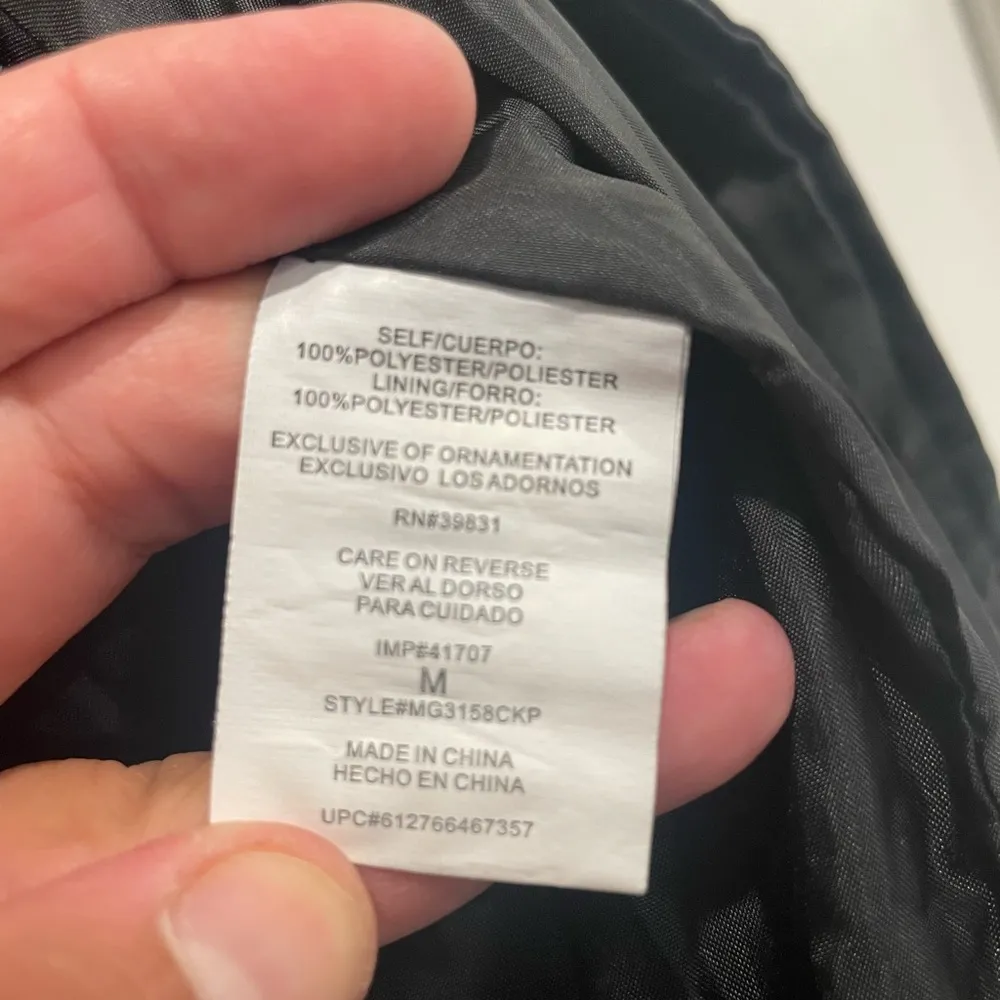 SELF/CUERPO:
100%POLYESTER/POLIESTER
LINING/FORRO:
100%POLYESTER/POLIESTER
EXCLUSIVE OF ORNAMENTATION
EXCLUSIVO LOS ADORNOS
RN#39831
CARE ON REVERSE
VER AL DORSO
PARA CUIDADO
IMP#41707
M
STYLE#MG3158CKP
MADE IN CHINA
HECHO EN CHINA
UPC#612766467357